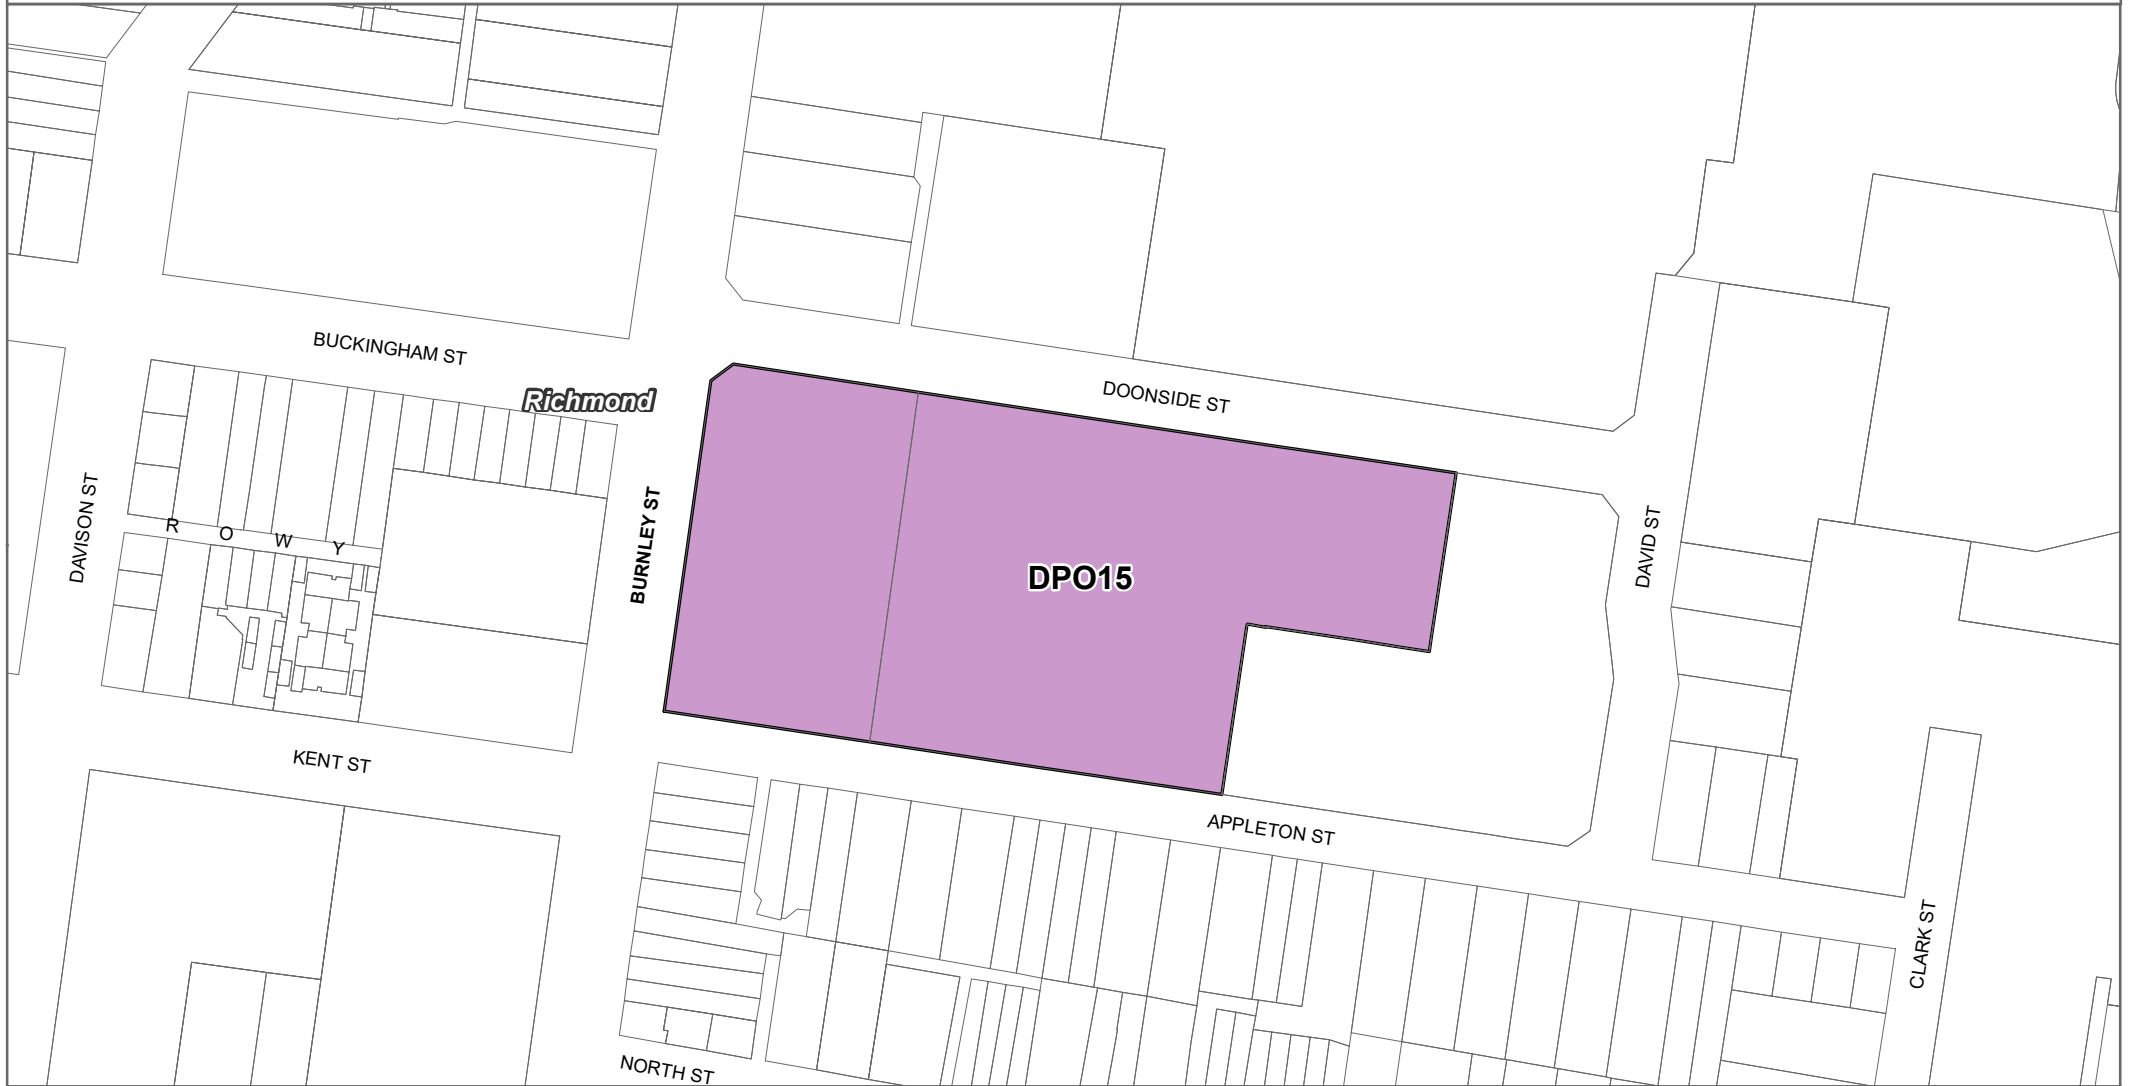 BUCKINGHAM ST
DOONSIDE ST
Richmond
DAVISON ST
ROWY
BURNLEY ST
DPO15
DAVID ST
KENT ST
APPLETON ST
CLARK ST
NORTH ST